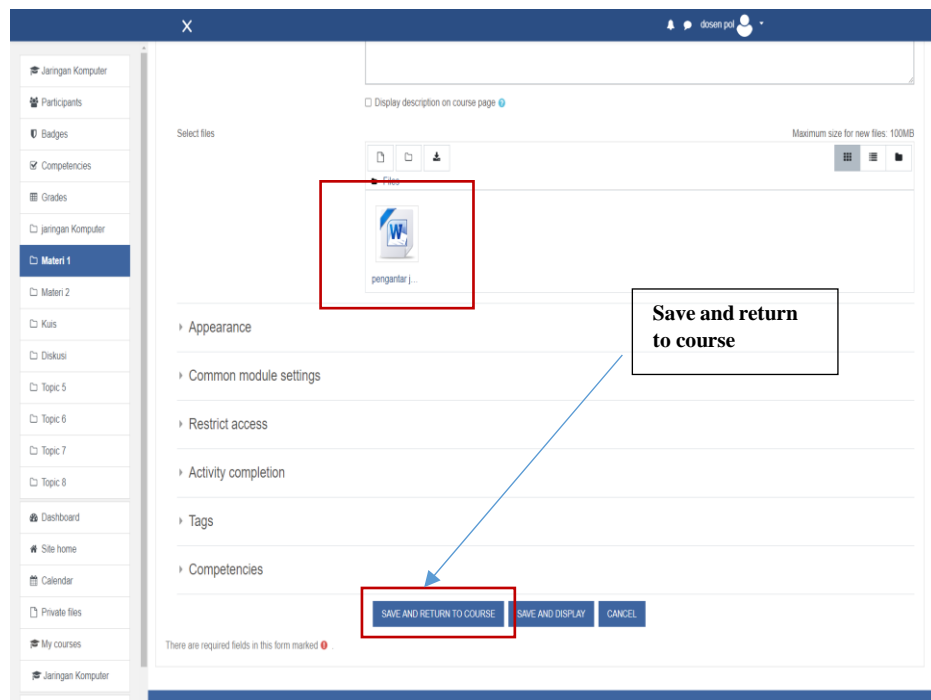 X
dosen pol
Jaringan Komputer
Participants
Badges
Competencies
Grades
jaringan Komputer
Materi 1
Materi 2
Kuis
Diskusi
Topic 5
Topic 6
Topic 7
Topic 8
Dashboard
Site home
Calendar
Private files
My courses
Jaringan Komputer
Display description on course page
Select files
Maximum size for new files: 100MB
Files
W
pengantar j...
Appearance
Common module settings
Restrict access
Activity completion
Tags
Competencies
Save and return
to course
SAVE AND RETURN TO COURSE
SAVE AND DISPLAY
CANCEL
There are required fields in this form marked